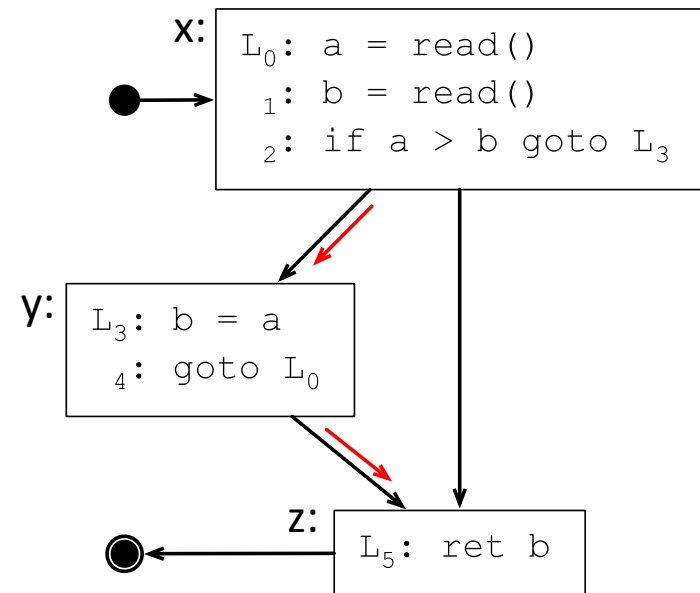 x:
L₀: a = read()
₁: b = read()
₂: if a > b goto L₃
y:
L₃: b = a
₄: goto L₀
z:
L₅: ret b